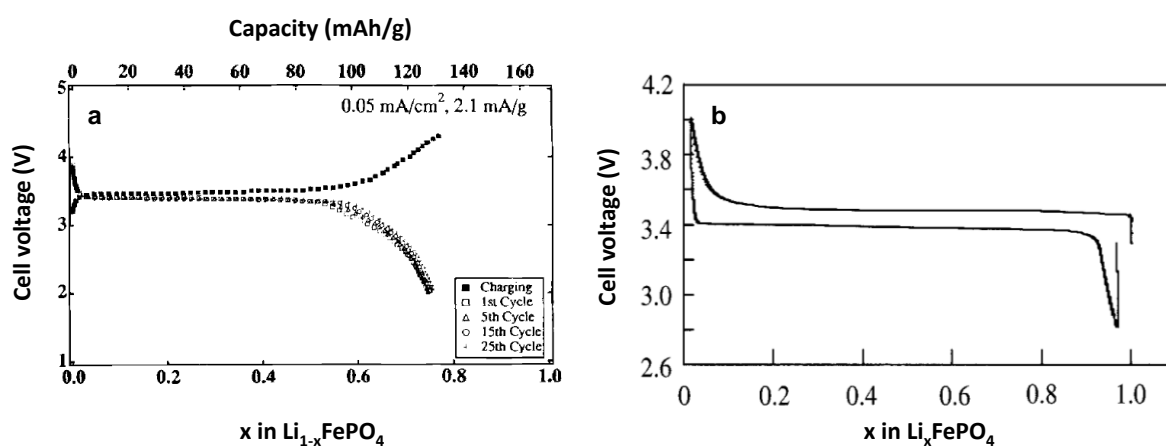 Capacity (mAh/g)
0 20 40 60 80 100 120 140 160
a
0.05 mA/cm², 2.1 mA/g
5
4
3
2
1
Cell voltage (V)
Charging
1st Cycle
5th Cycle
15th Cycle
25th Cycle
0.0 0.2 0.4 0.6 0.8 1.0
x in Li₁₋ₓFePO₄
b
4.2
3.8
3.4
3.0
2.6
Cell voltage (V)
0 0.2 0.4 0.6 0.8 1.0
x in LiₓFePO₄